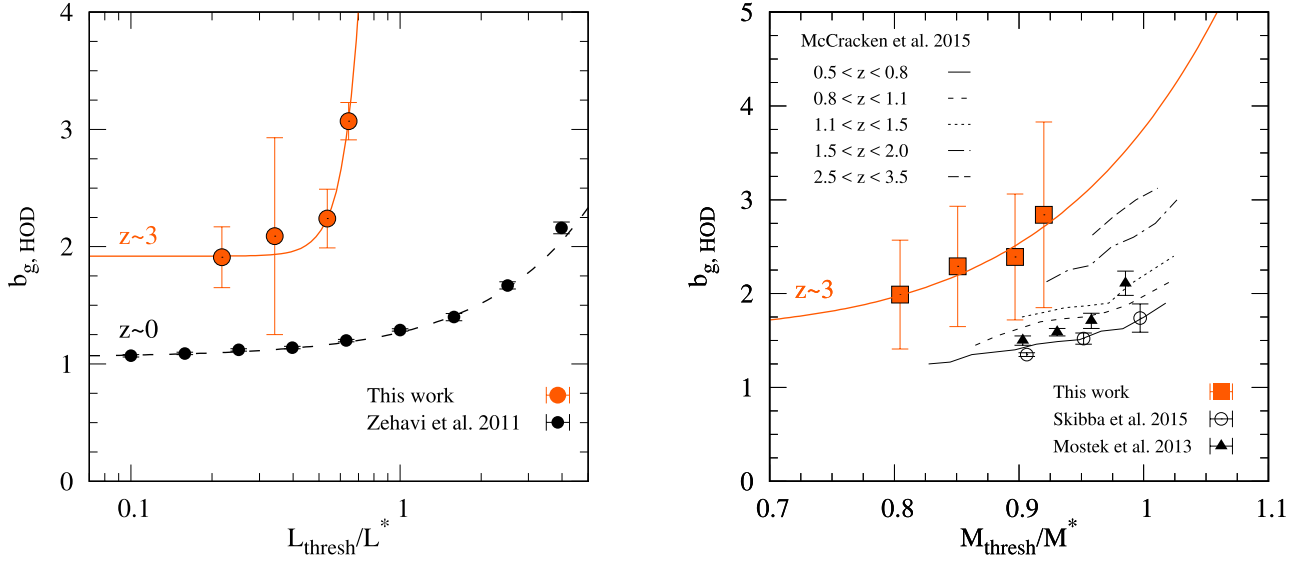 4
3
2
1
0
b_g, HOD
z~3
z~0
This work
Zehavi et al. 2011
0.1
1
L_thresh/L^*
5
4
3
2
1
0
b_g, HOD
McCracken et al. 2015
0.5 < z < 0.8
0.8 < z < 1.1
1.1 < z < 1.5
1.5 < z < 2.0
2.5 < z < 3.5
z~3
This work
Skibba et al. 2015
Mostek et al. 2013
0.7
0.8
0.9
1
1.1
M_thresh/M^*